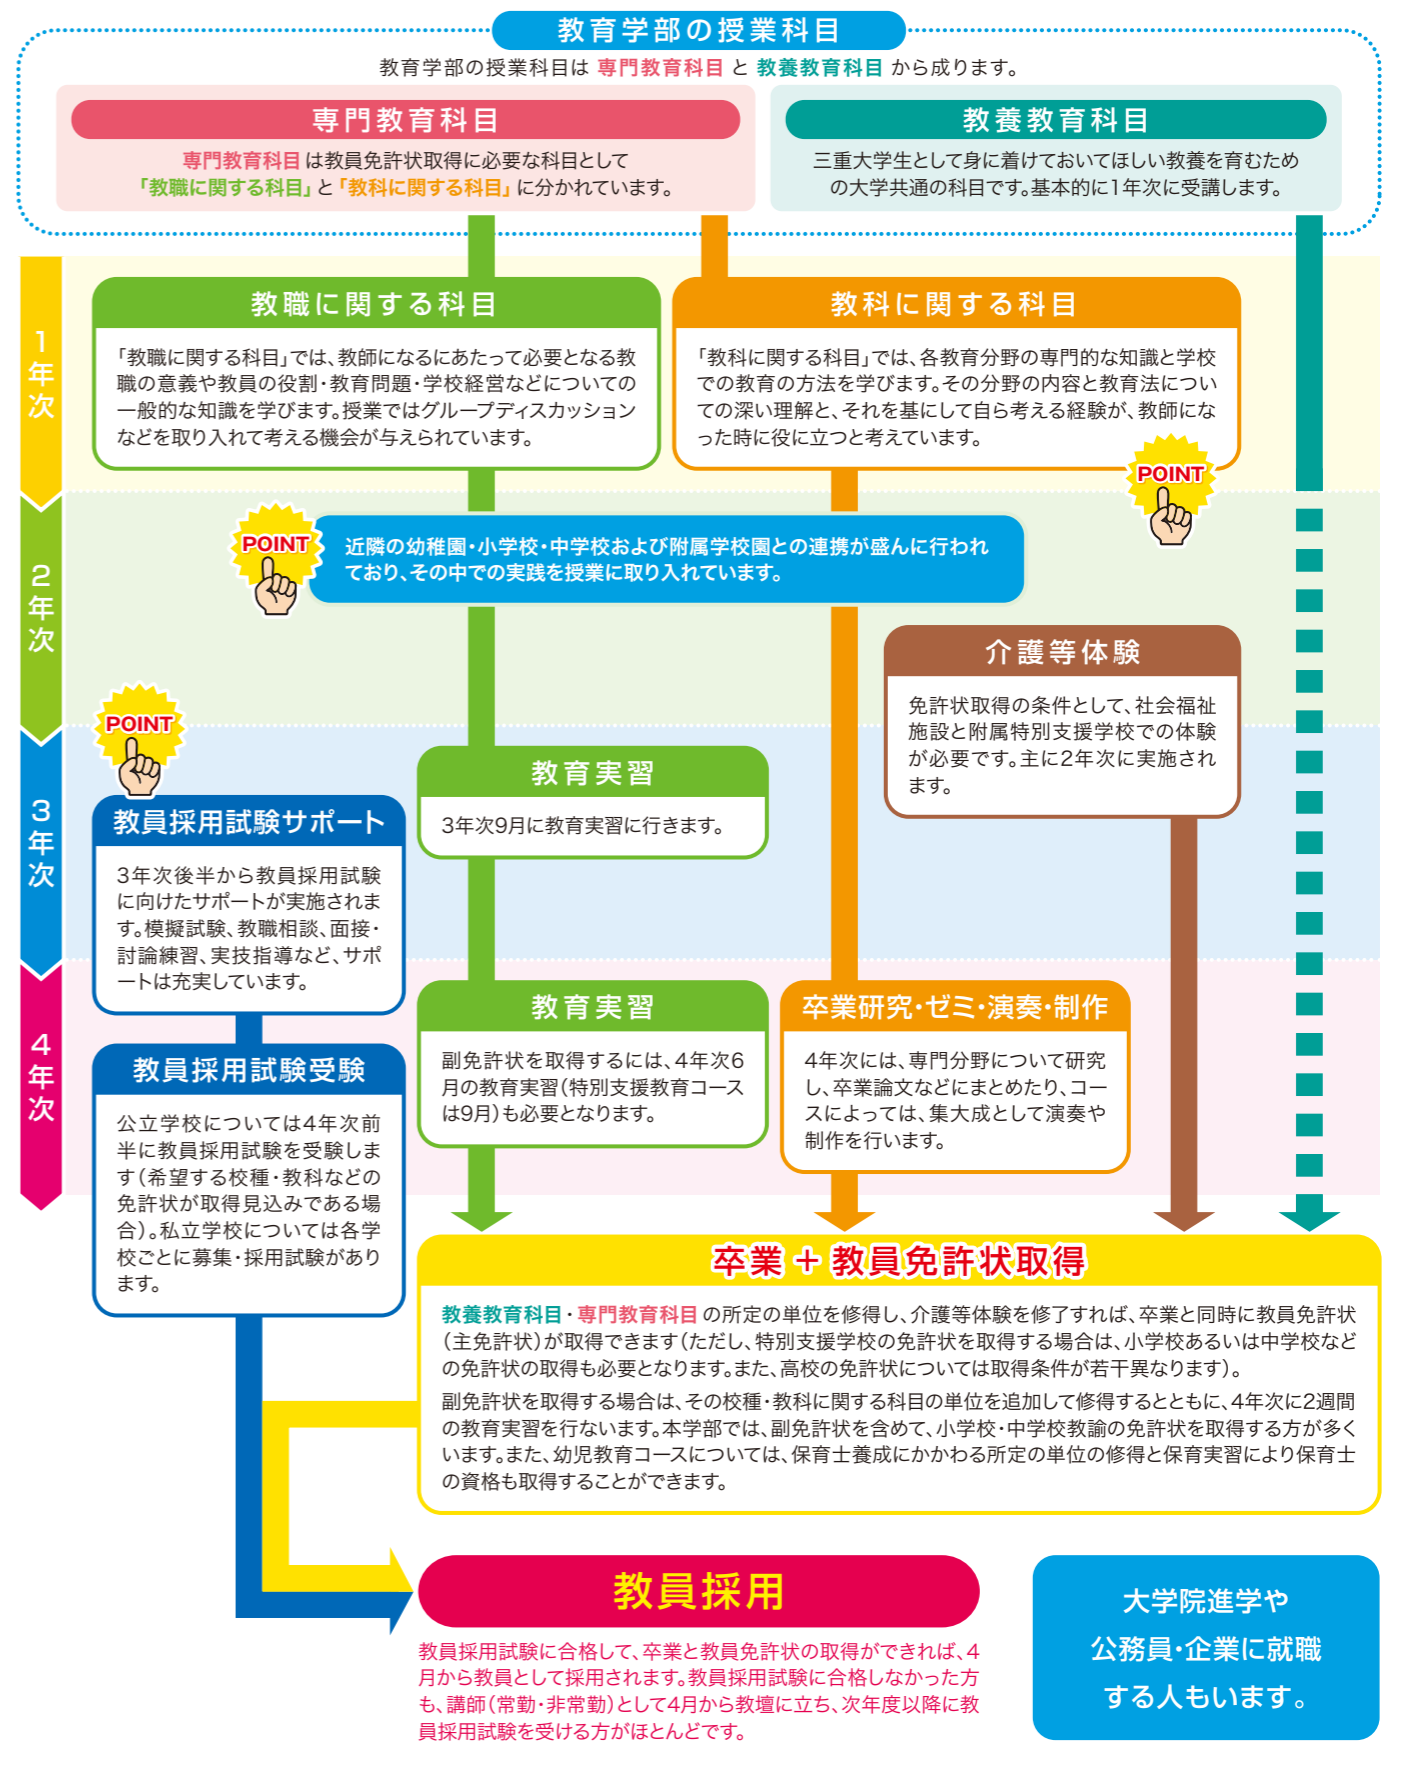 教育学部の授業科目
教育学部の授業科目は 専門教育科目 と 教養教育科目 から成ります。
専門教育科目
専門教育科目 は教員免許状取得に必要な科目として
「教職に関する科目」と「教科に関する科目」に分かれています。
教養教育科目
三重大学生として身に着けておいてほしい教養を育むため
の大学共通の科目です。基本的に1年次に受講します。
1年次
教職に関する科目
「教職に関する科目」では、教師になるにあたって必要となる教
職の意義や教員の役割・教育問題・学校経営などについての
一般的な知識を学びます。授業ではグループディスカッション
などを取り入れて考える機会が与えられています。
教科に関する科目
「教科に関する科目」では、各教育分野の専門的な知識と学校
での教育の方法を学びます。その分野の内容と教育法につい
ての深い理解と、それを基にして自ら考える経験が、教師にな
った時に役に立つと考えています。
POINT
2年次
POINT
近隣の幼稚園・小学校・中学校および附属学校園との連携が盛んに行われ
ており、その中での実践を授業に取り入れています。
介護等体験
免許状取得の条件として、社会福祉
施設と附属特別支援学校での体験
が必要です。主に2年次に実施され
ます。
3年次
POINT
教員採用試験サポート
3年次後半から教員採用試験
に向けたサポートが実施されま
す。模擬試験、教職相談、面接・
討論練習、実技指導など、サポ
ートは充実しています。
教育実習
3年次9月に教育実習に行きます。
4年次
教員採用試験受験
公立学校については4年次前
半に教員採用試験を受験しま
す（希望する校種・教科などの
免許状が取得見込みである場
合）。私立学校については各学
校ごとに募集・採用試験があり
ます。
教育実習
副免許状を取得するには、4年次6
月の教育実習（特別支援教育コース
は9月）も必要となります。
卒業研究・ゼミ・演奏・制作
4年次には、専門分野について研究
し、卒業論文などにまとめたり、コー
スによっては、集大成として演奏や
制作を行います。
卒業 + 教員免許状取得
教養教育科目・専門教育科目 の所定の単位を修得し、介護等体験を修了すれば、卒業と同時に教員免許状
（主免許状）が取得できます（ただし、特別支援学校の免許状を取得する場合は、小学校あるいは中学校など
の免許状の取得も必要となります。また、高校の免許状については取得条件が若干異なります）。
副免許状を取得する場合は、その校種・教科に関する科目の単位を追加して修得するとともに、4年次に2週間
の教育実習を行ないます。本学部では、副免許状を含めて、小学校・中学校教諭の免許状を取得する方が多く
います。また、幼児教育コースについては、保育士養成にかかわる所定の単位の修得と保育実習により保育士
の資格も取得することができます。
教員採用
教員採用試験に合格して、卒業と教員免許状の取得ができれば、4
月から教員として採用されます。教員採用試験に合格しなかった方
も、講師（常勤・非常勤）として4月から教壇に立ち、次年度以降に教
員採用試験を受ける方がほとんどです。
大学院進学や
公務員・企業に就職
する人もいます。